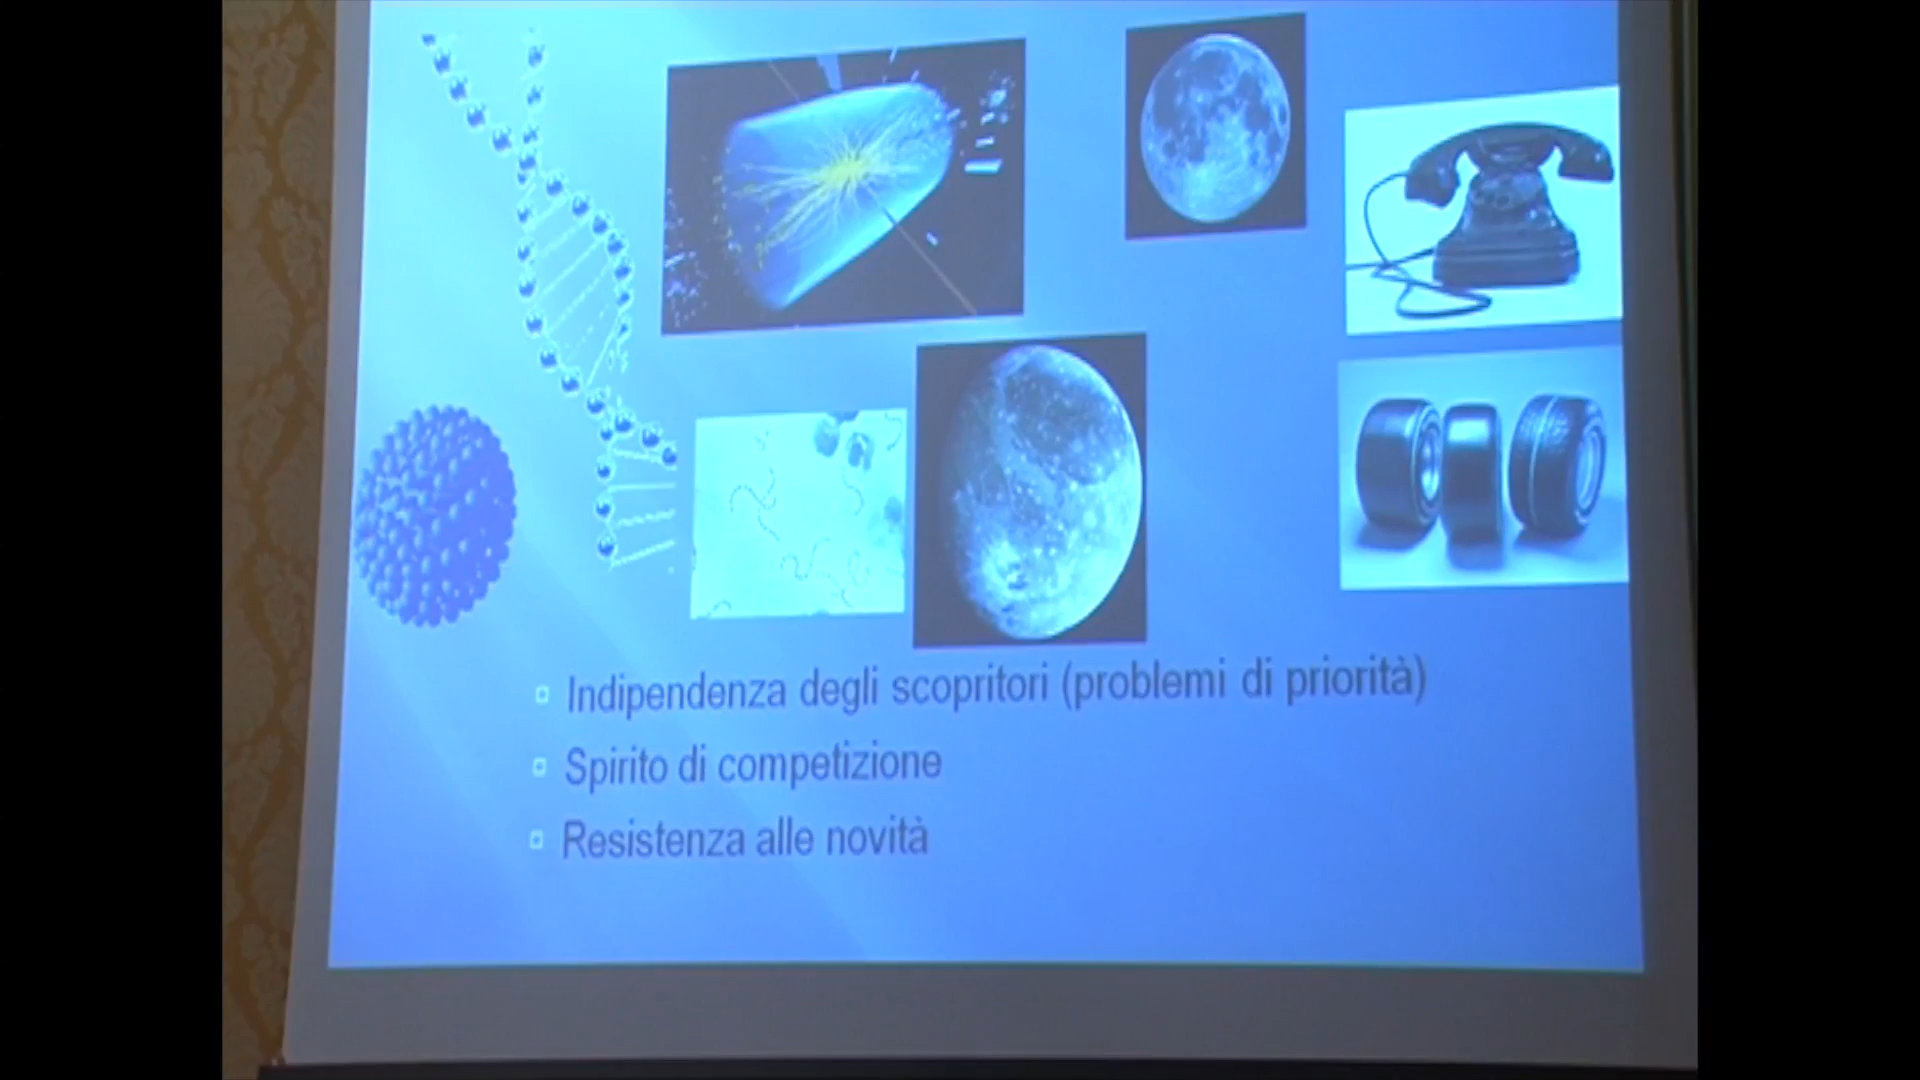 Indipendenza degli scopritori (problemi di priorità)
Spirito di competizione
Resistenza alle novità